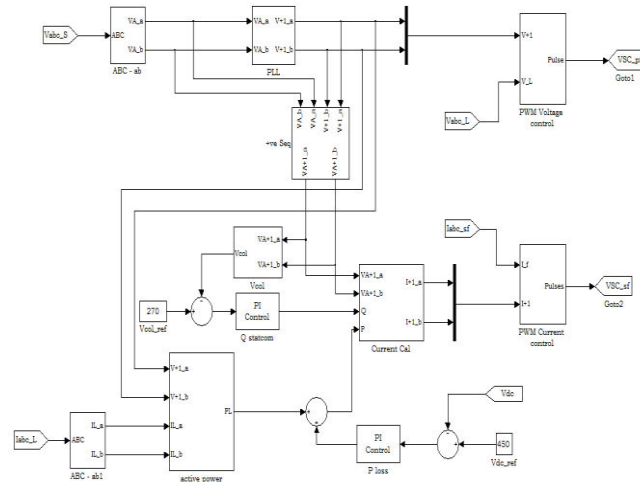 Vabc_S
ABC
VA_a
VA_b
ABC - ab
VA_a
VA_b
V+1_a
V+1_b
PLL
V+1
V_L
Pulse
PWM Voltage
control
Goto1
Vabc_L
VA_b
VA_a
V+1_b
V+1_a
+ve Seq
VA+1_a
VA+1_b
Vcol
VA+1_a
VA+1_b
Vcol
270
Vcol_ref
PI
Control
Q statcom
VA+1_a
VA+1_b
Q
P
I+1_a
I+1_b
Current Cal
Iabc_sf
I_f
I+1
Pulses
PWM Current
control
VSC_sf
Goto2
V+1_a
V+1_b
IL_a
IL_b
PL
active power
Iabc_L
ABC
IL_a
IL_b
ABC - ab1
PI
Control
P loss
Vdc
450
Vdc_ref